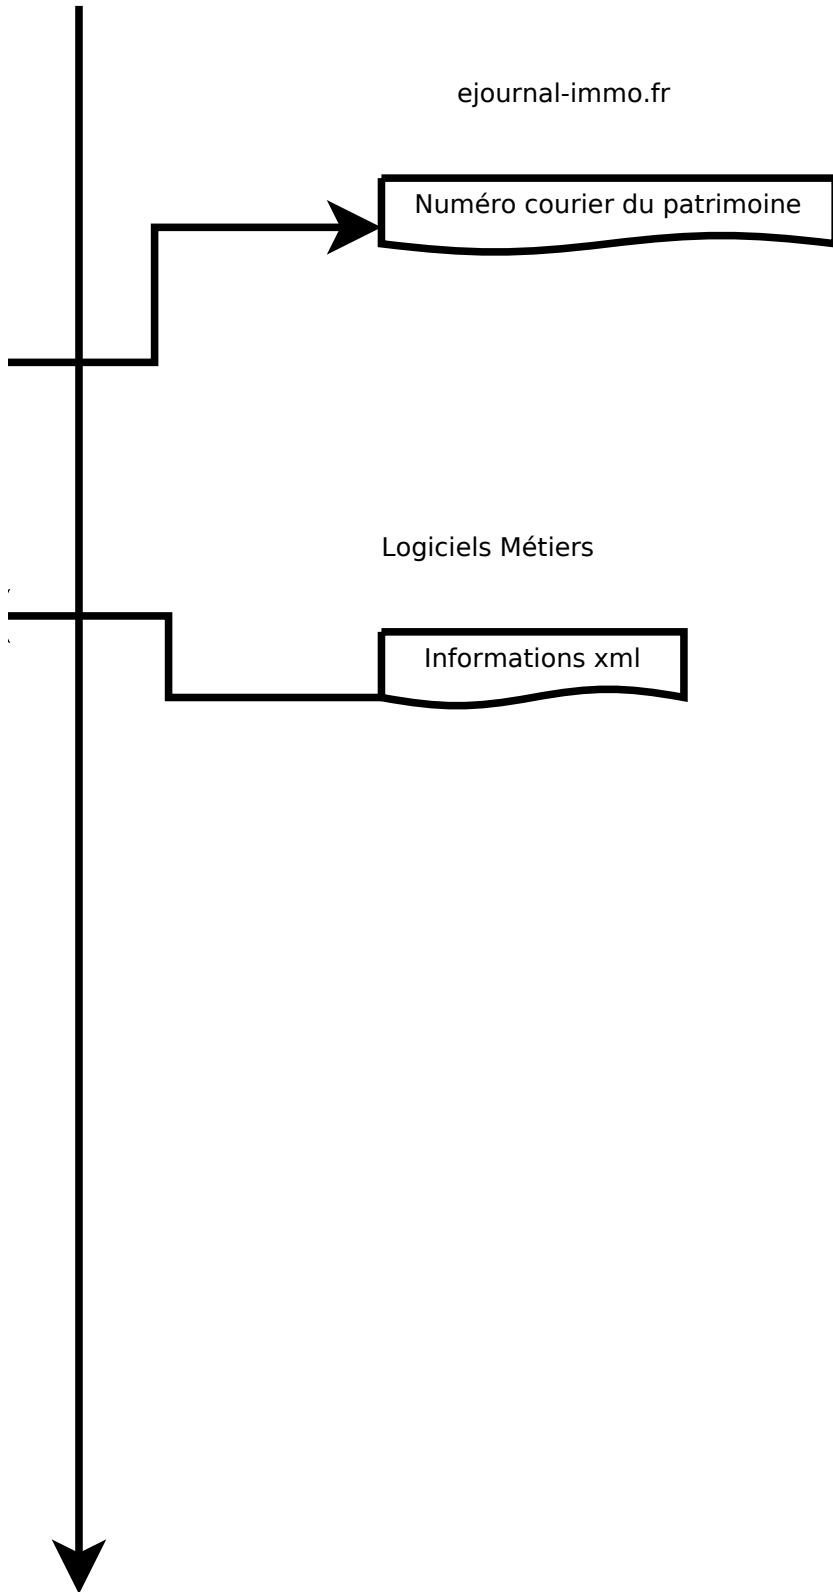 ejournal-immo.fr
Numéro courier du patrimoine
Logiciels Métiers
Informations xml